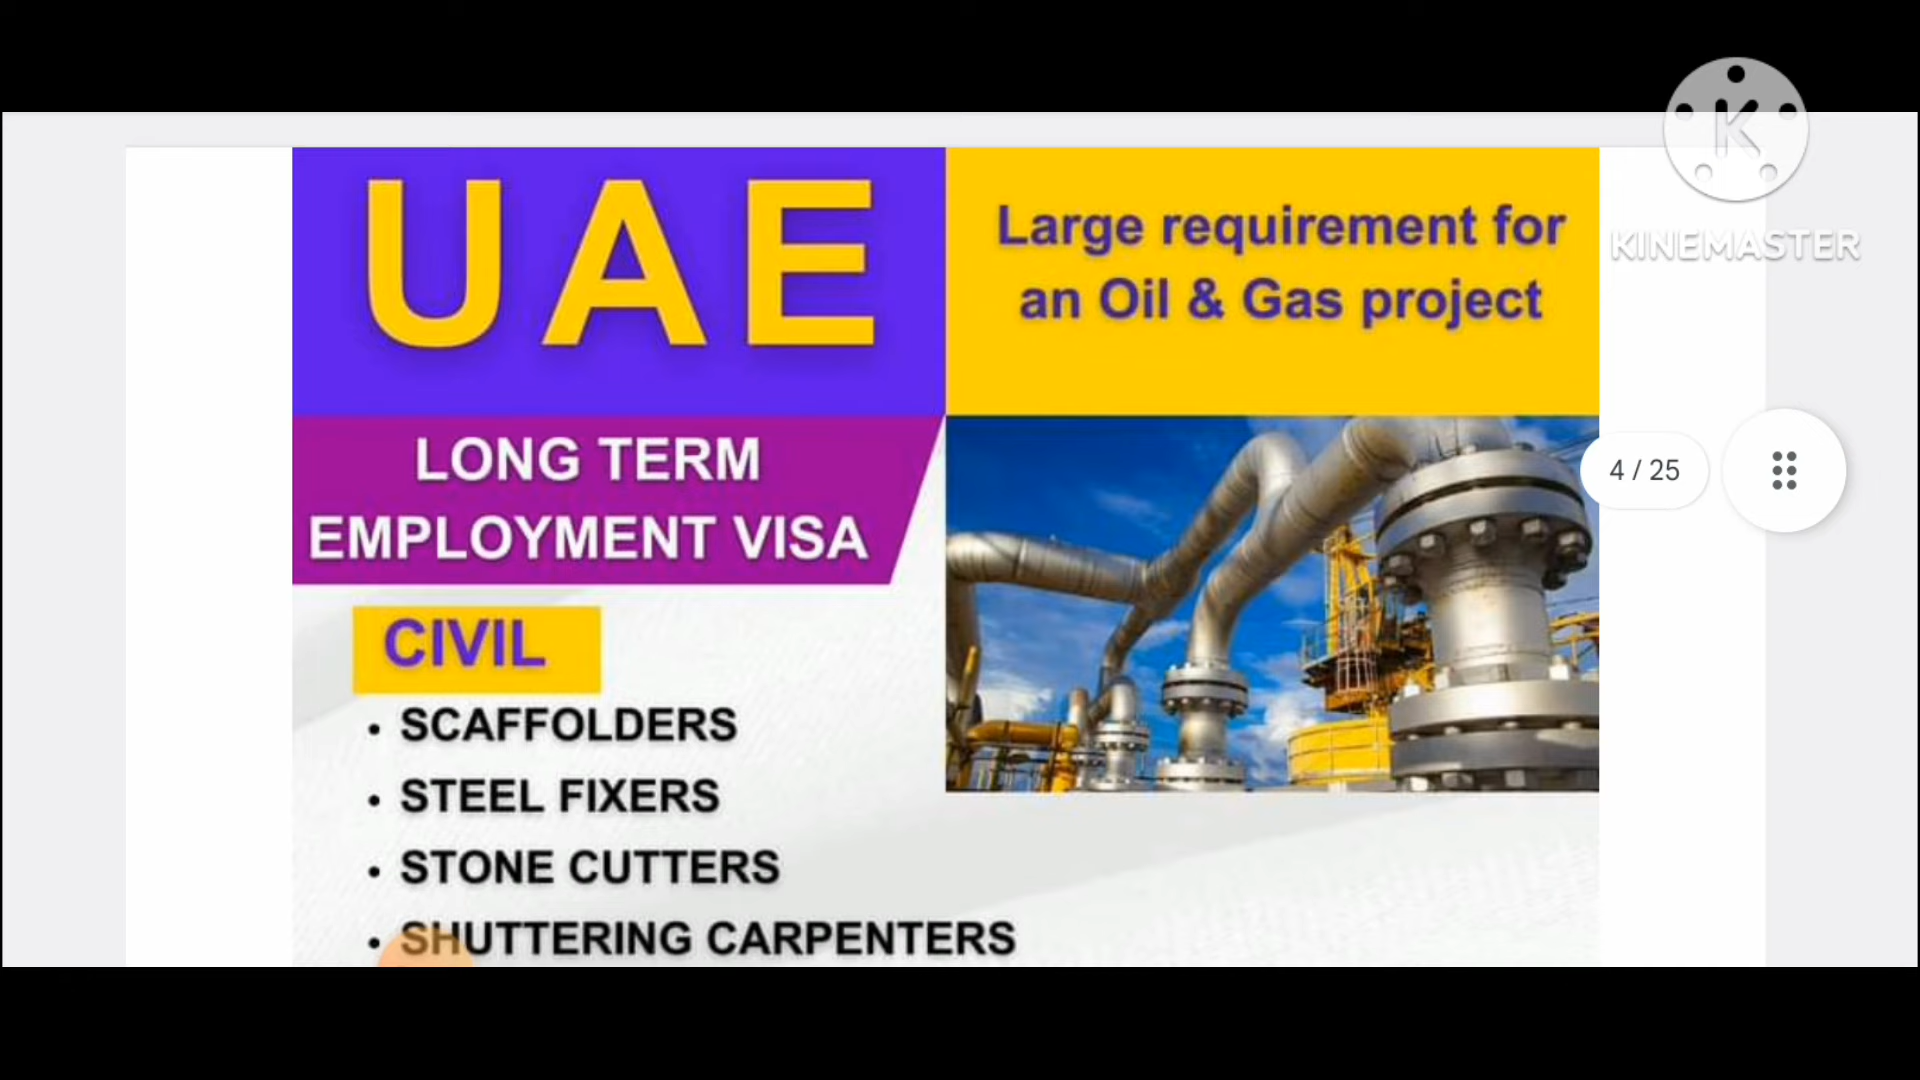 UAE
Large requirement for
an Oil & Gas project
K
KINEMASTER
LONG TERM
EMPLOYMENT VISA
4 / 25
CIVIL
• SCAFFOLDERS
• STEEL FIXERS
• STONE CUTTERS
• SHUTTERING CARPENTERS